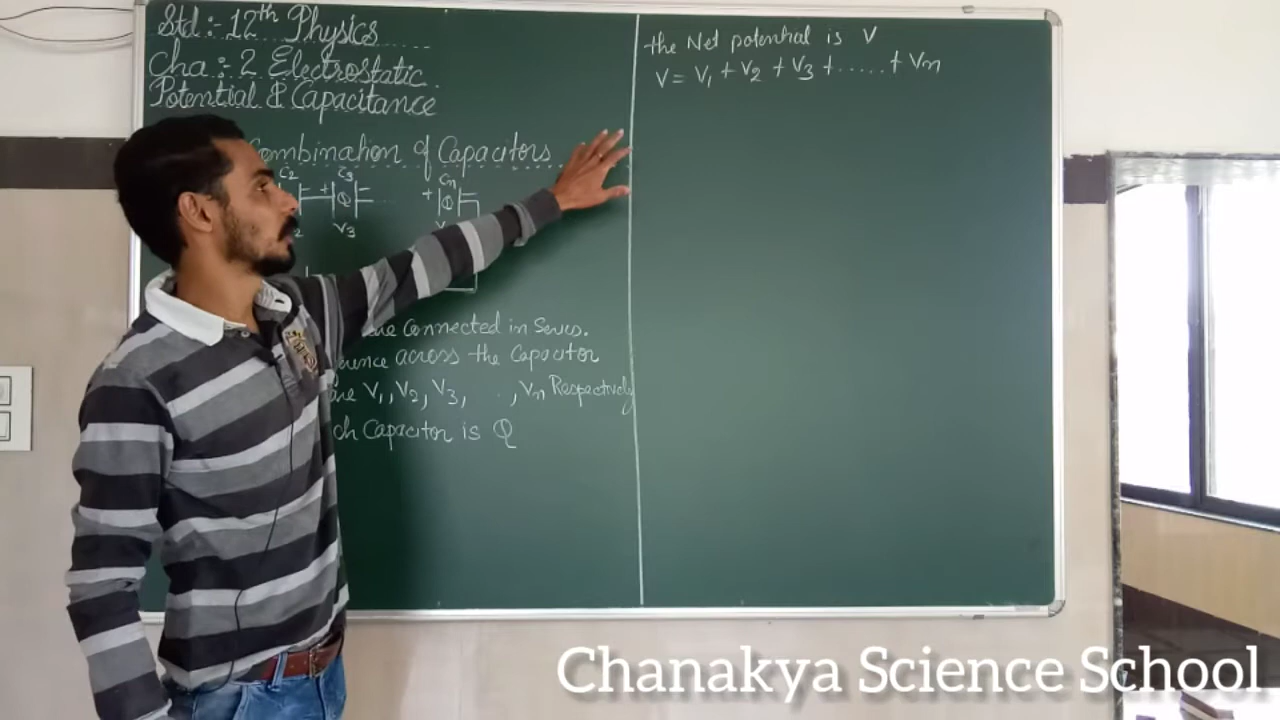 Std :- 12th Physics
Cha :- 2 Electrostatic
Potential & Capacitance
Combination of Capacitors
C2 C3 Cn
+ Q + Q
2 V3 V
are connected in Series.
erence across the Capacitor
are V1, V2, V3, . , Vn Respectively
ch Capacitor is Q
the Net potential is V
V = V1 + V2 + V3 + ...... + Vn
Chanakya Science School